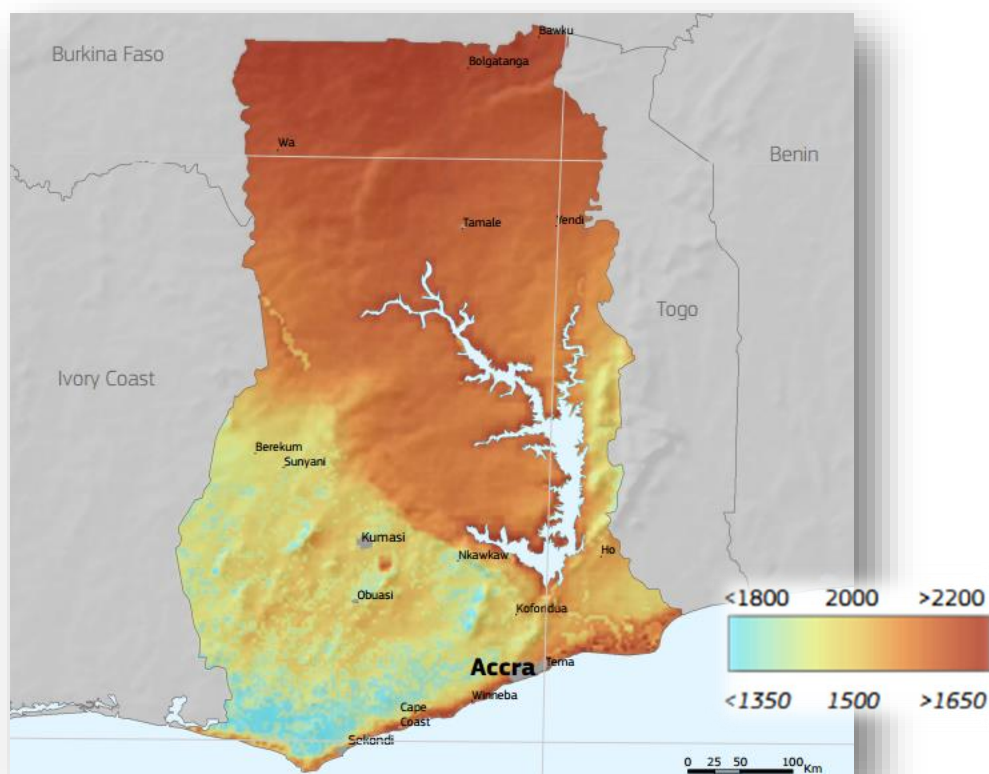 Burkina Faso
Bawku
Bolgatanga
Wa
Benin
Tamale
Yendi
Togo
Ivory Coast
Berekum
Sunyani
Kumasi
Nkawkaw
Ho
Obuasi
Koforidua
<1800 2000 >2200
Accra
Tema
Winneba
<1350 1500 >1650
Cape
Coast
Sekondi
0 25 50 100
Km